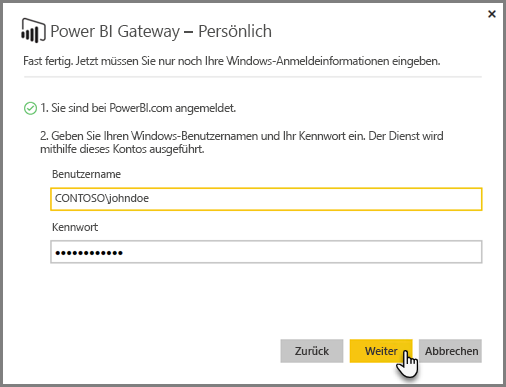 Power BI Gateway – Persönlich
Fast fertig. Jetzt müssen Sie nur noch Ihre Windows-Anmeldeinformationen eingeben.
1. Sie sind bei PowerBI.com angemeldet.
2. Geben Sie Ihren Windows-Benutzernamen und Ihr Kennwort ein. Der Dienst wird
mithilfe dieses Kontos ausgeführt.
Benutzername
CONTOSO\johndoe
Kennwort
••••••••••••
Zurück Weiter Abbrechen